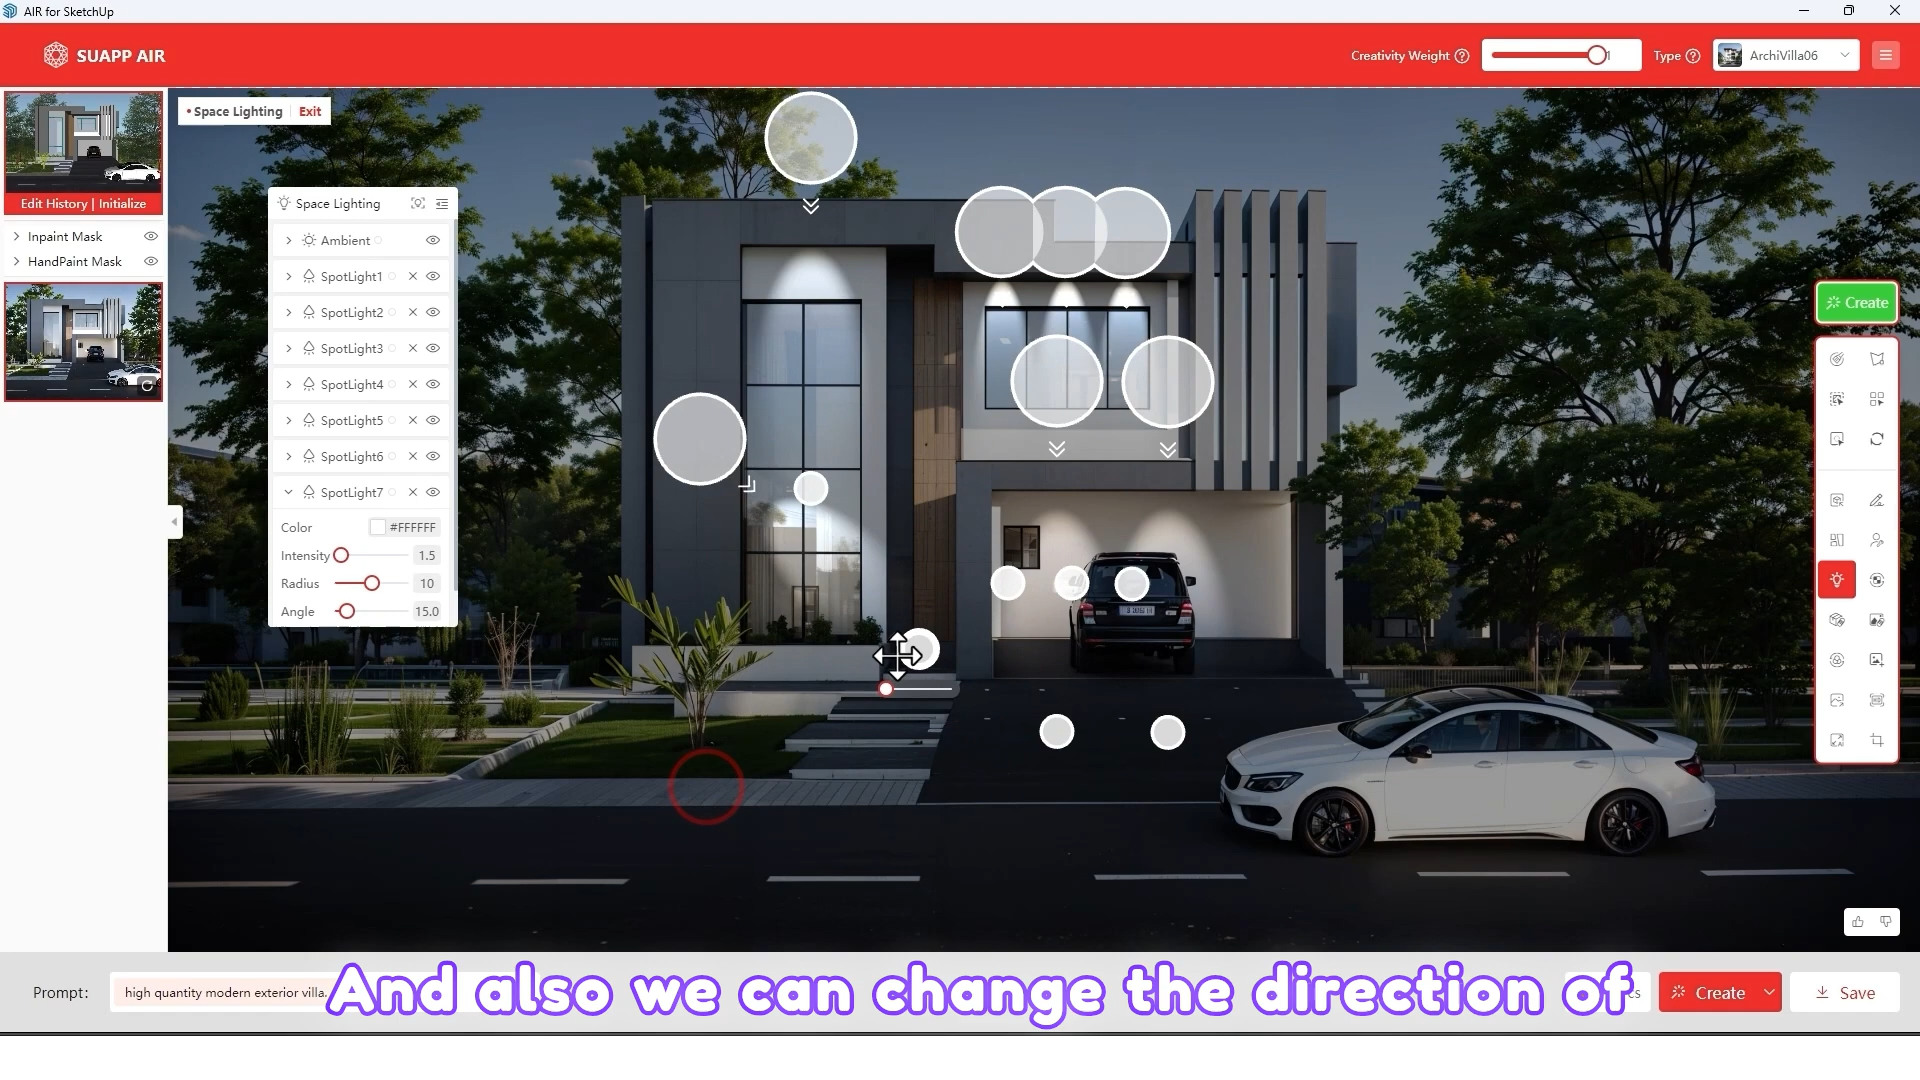 AIR for SketchUp
SUAPP AIR
Creativity Weight
1
Type
ArchiVilla06
Space Lighting
Exit
Edit History | Initialize
Inpaint Mask
HandPaint Mask
Space Lighting
Ambient
SpotLight1
SpotLight2
SpotLight3
SpotLight4
SpotLight5
SpotLight6
SpotLight7
Color
#FFFFFF
Intensity
1.5
Radius
10
Angle
15.0
Create
Prompt:
high quantity modern exterior villa.
And also we can change the direction of
Create
Save